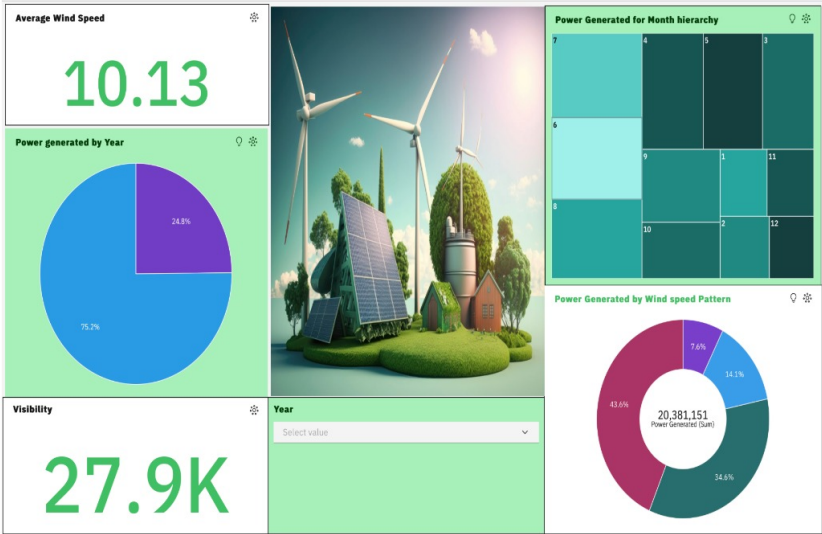 Average Wind Speed
10.13
Power generated by Year
24.8%
75.2%
Visibility
27.9K
Year
Select value
Power Generated for Month hierarchy
7
4
5
3
6
9
1
11
8
10
2
12
Power Generated by Wind speed Pattern
7.6%
14.1%
43.6%
20,381,151
Power Generated (Sum)
34.6%